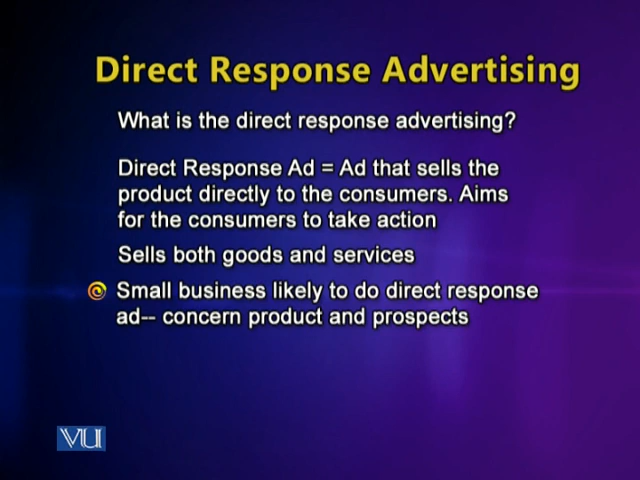 Direct Response Advertising
What is the direct response advertising?
Direct Response Ad = Ad that sells the
product directly to the consumers. Aims
for the consumers to take action
Sells both goods and services
Small business likely to do direct response
ad-- concern product and prospects
VU